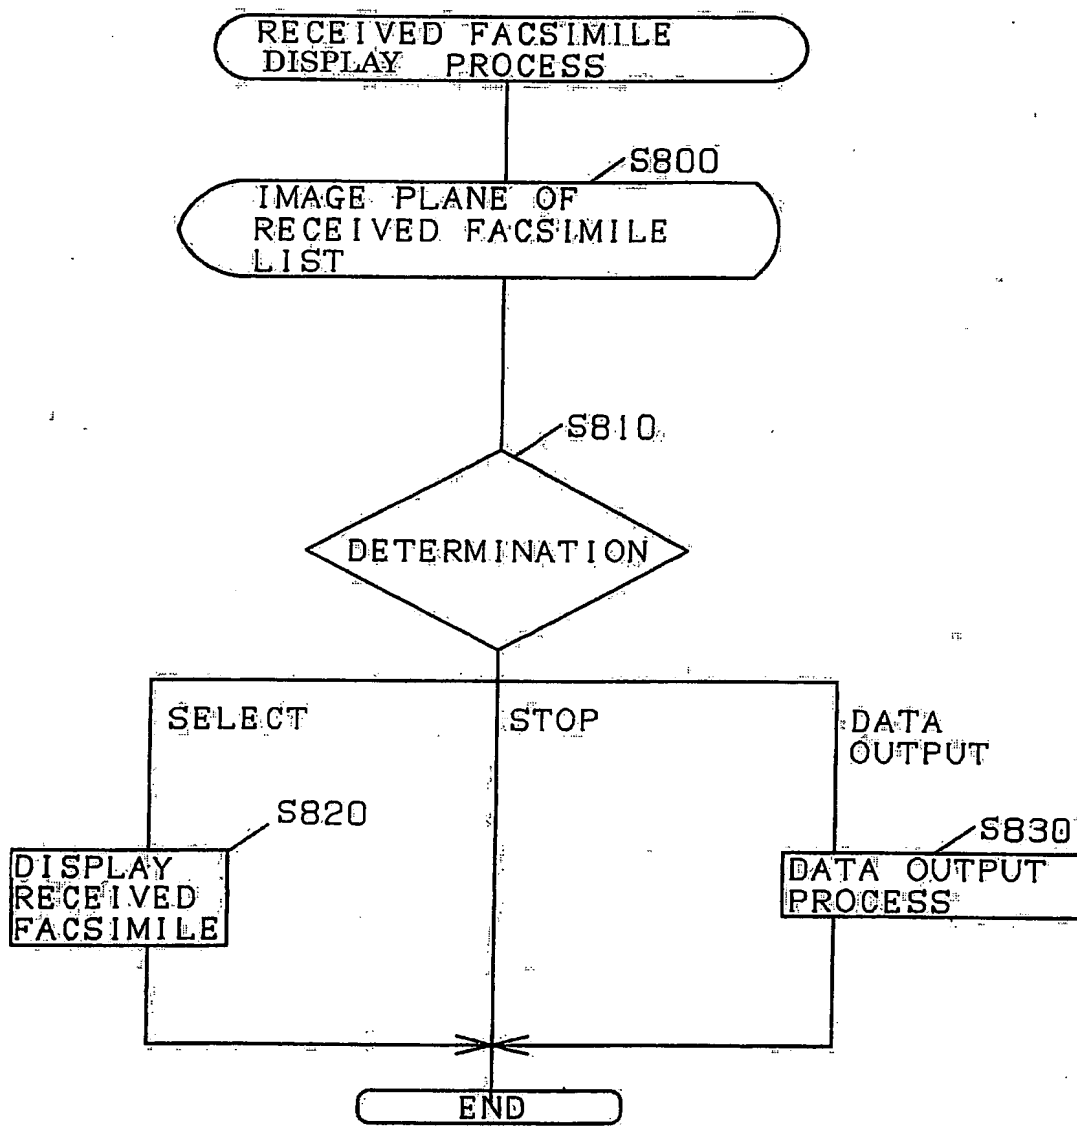 RECEIVED FACSIMILE
DISPLAY PROCESS
S800
IMAGE PLANE OF
RECEIVED FACSIMILE
LIST
S810
DETERMINATION
SELECT
STOP
DATA
OUTPUT
S820
DISPLAY
RECEIVED
FACSIMILE
S830
DATA OUTPUT
PROCESS
END